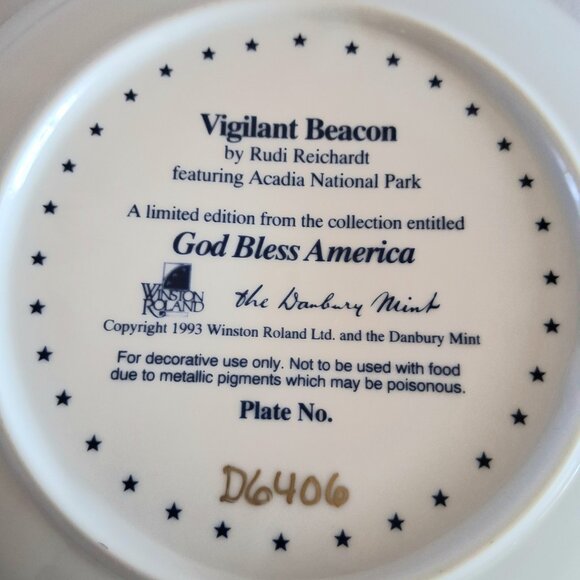 Vigilant Beacon
by Rudi Reichardt
featuring Acadia National Park
A limited edition from the collection entitled
God Bless America
WINSTON
ROLAND
the Danbury Mint
Copyright 1993 Winston Roland Ltd. and the Danbury Mint
For decorative use only. Not to be used with food
due to metallic pigments which may be poisonous.
Plate No.
D6406